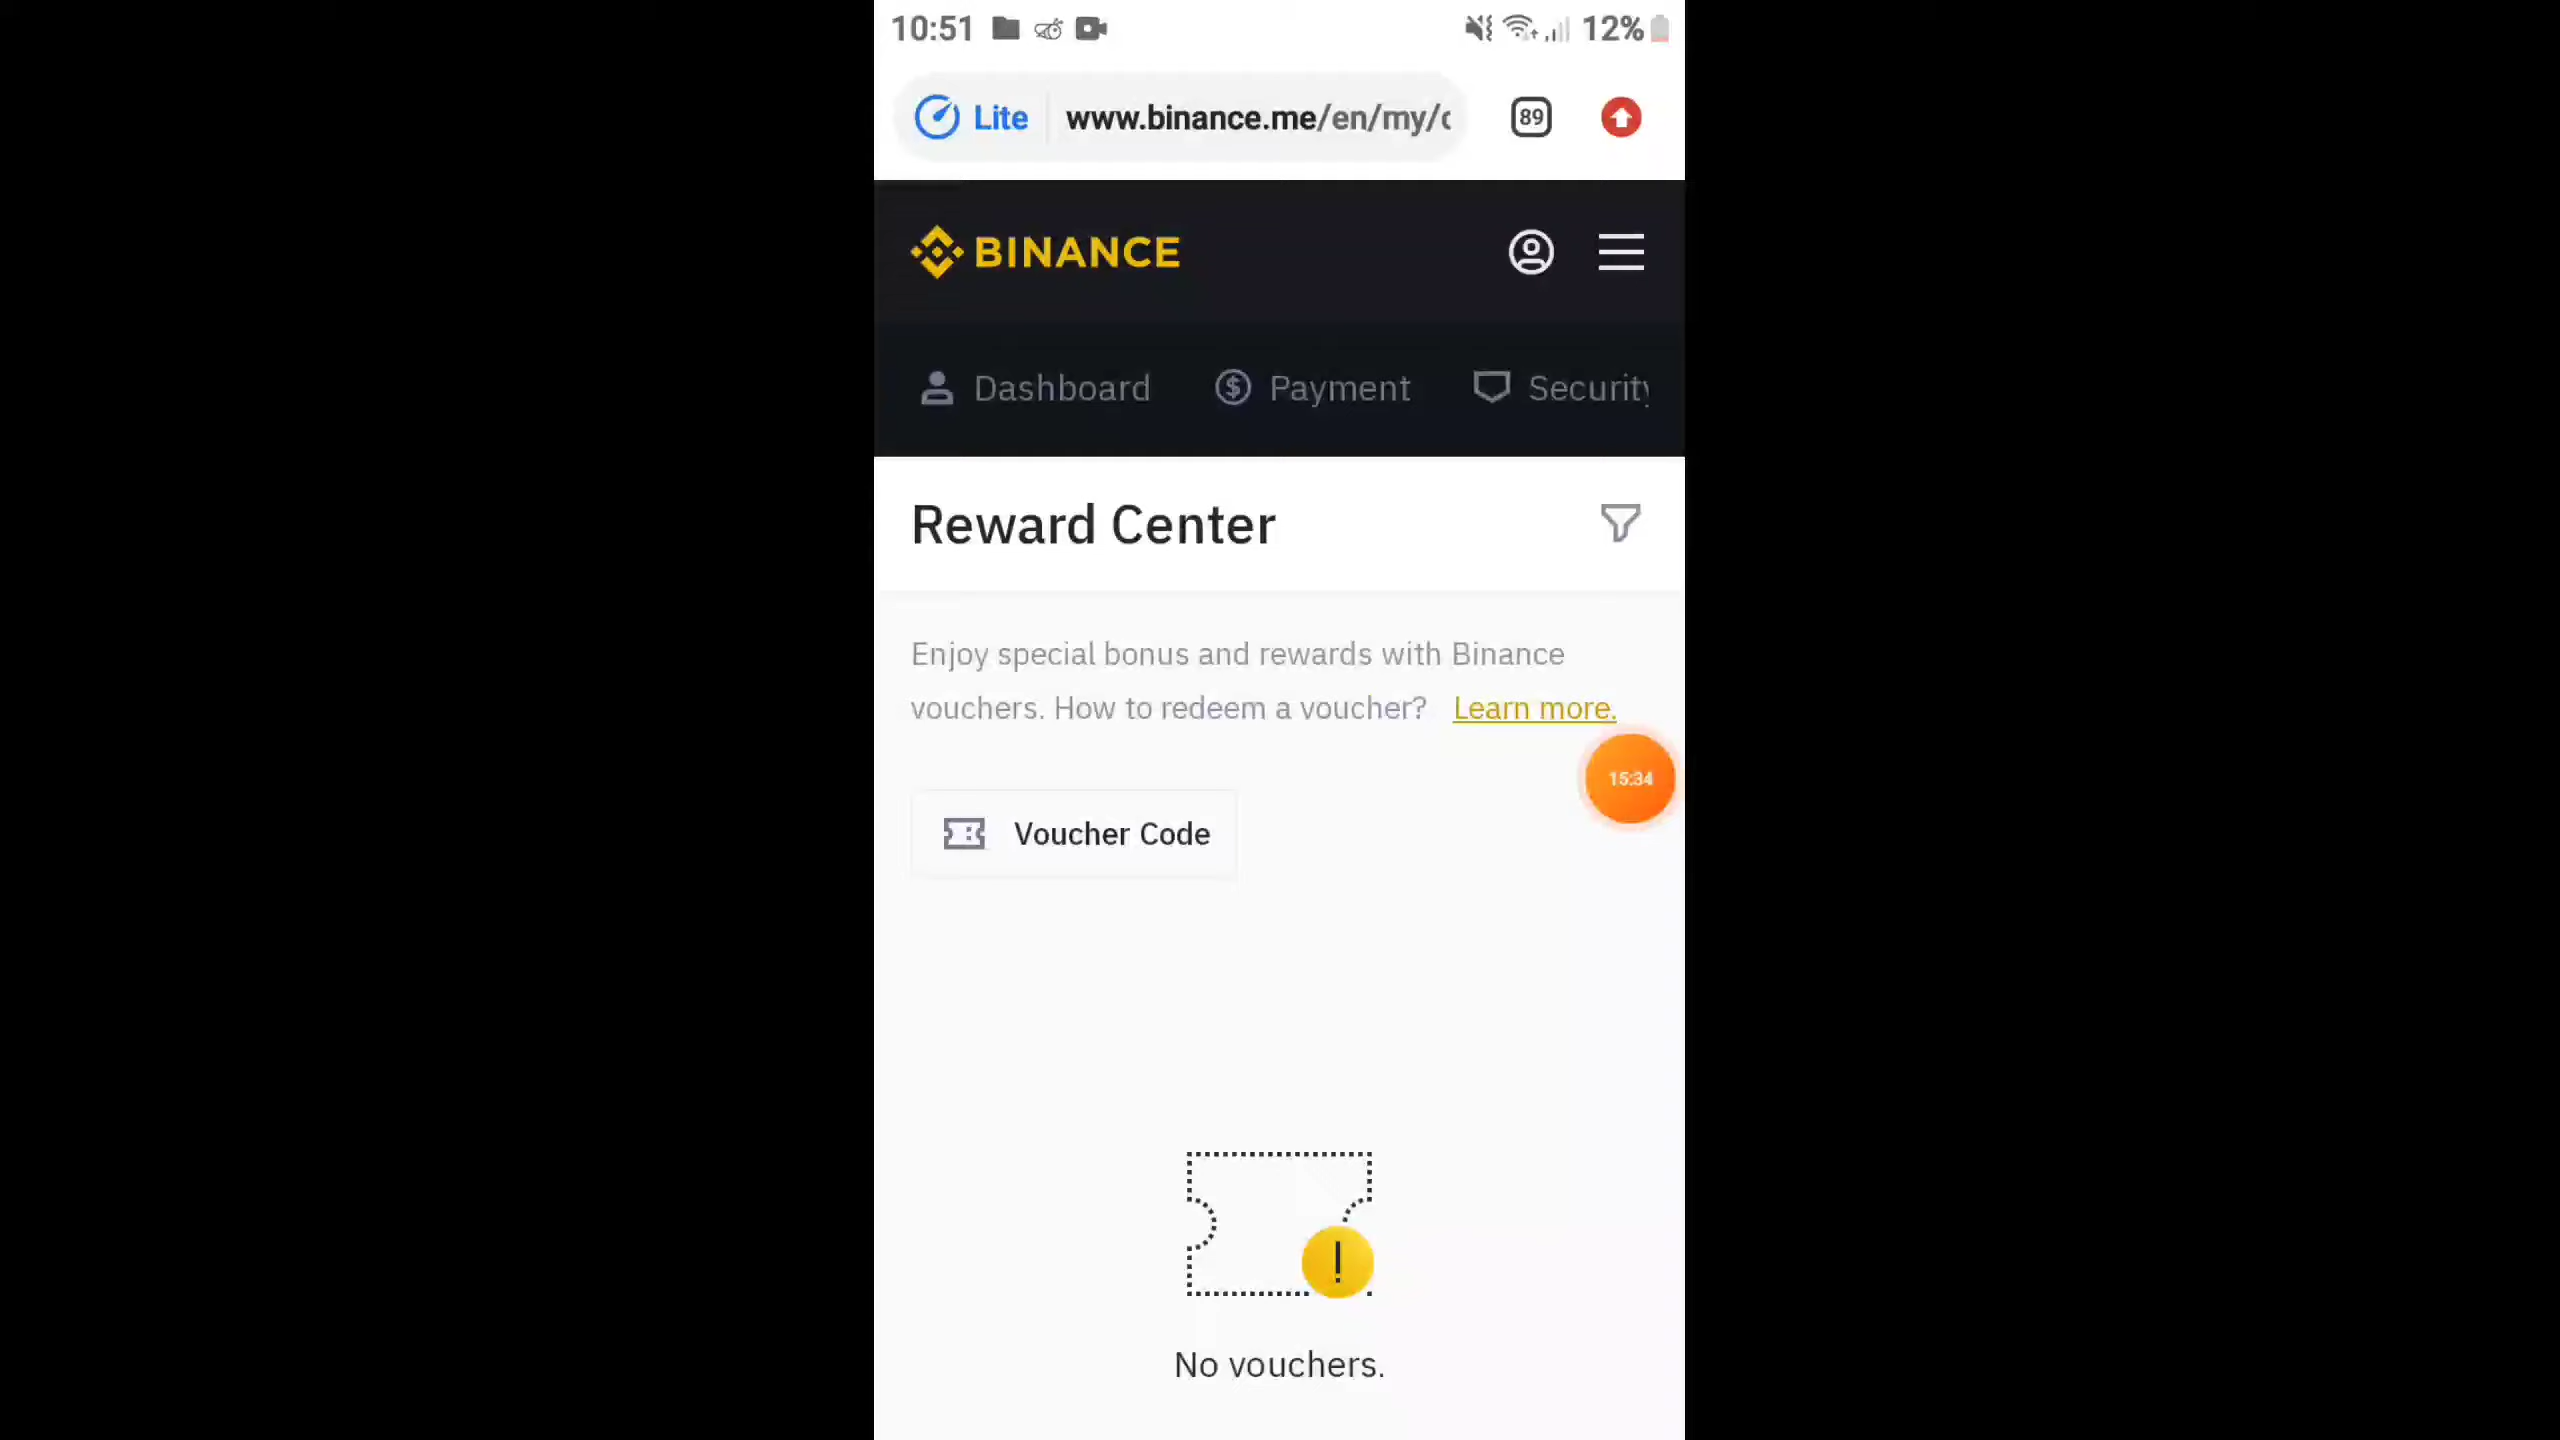 10:51 12%
Lite www.binance.me/en/my/c 89
BINANCE
Dashboard Payment Security
Reward Center
Enjoy special bonus and rewards with Binance
vouchers. How to redeem a voucher? Learn more.
15:34
Voucher Code
No vouchers.